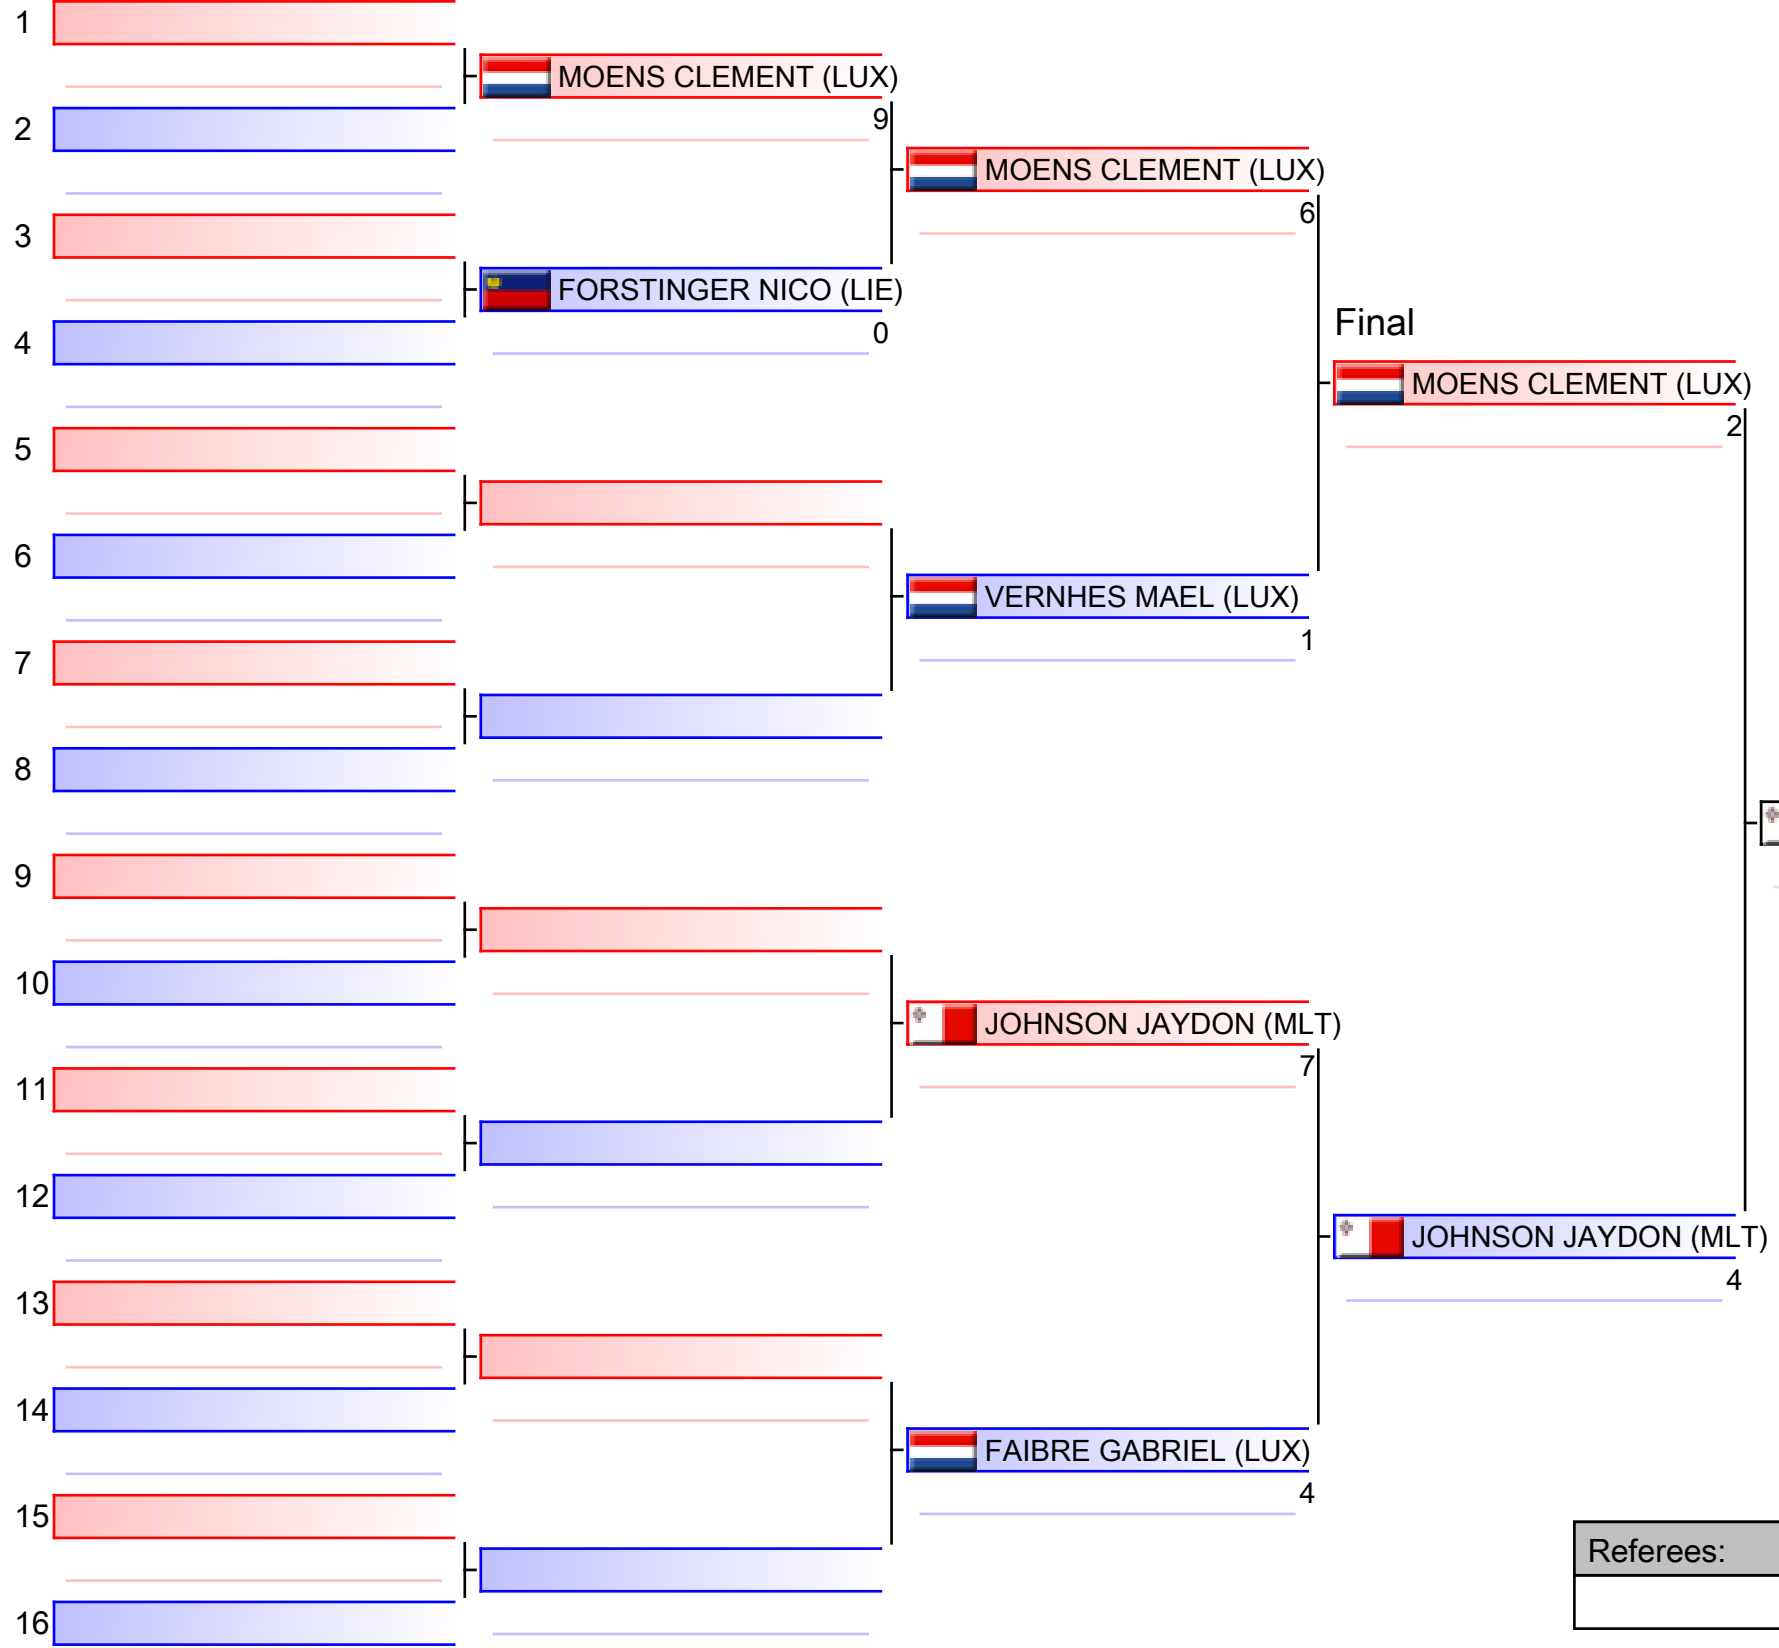 1
MOENS CLEMENT (LUX)
9
2
MOENS CLEMENT (LUX)
6
3
FORSTINGER NICO (LIE)
0
4
Final
MOENS CLEMENT (LUX)
2
5
6
VERNHES MAEL (LUX)
1
7
8
9
10
JOHNSON JAYDON (MLT)
7
11
12
JOHNSON JAYDON (MLT)
4
13
14
FAIBRE GABRIEL (LUX)
4
15
Referees:
16